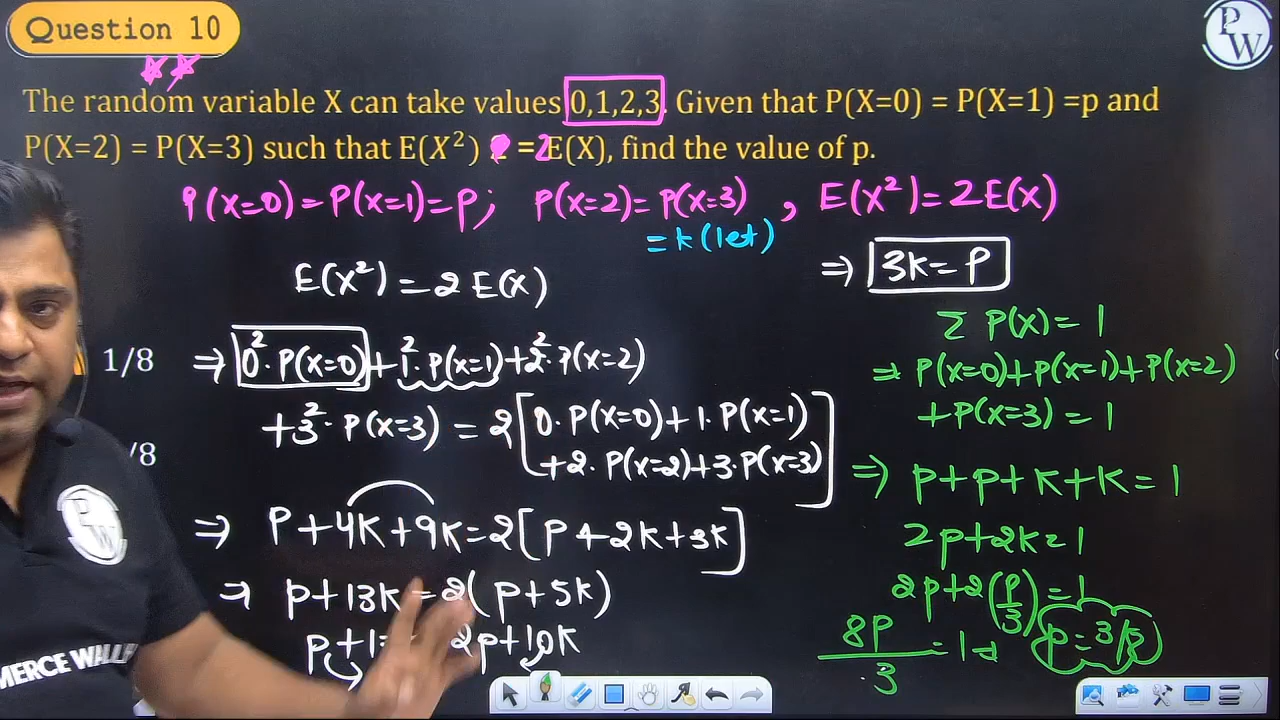 Question 10
PW
The random variable X can take values 0,1,2,3. Given that P(X=0) = P(X=1) =p and
P(X=2) = P(X=3) such that E(X²) =2E(X), find the value of p.
P(x=0)=P(x=1)=p; P(x=2)=P(x=3), E(x²)=2E(x)
=k(let)
E(x²)=2 E(x)
⇒ 0²·P(x=0)+1²·P(x=1)+2²·P(x=2)
+3²·P(x=3)=2[0·P(x=0)+1·P(x=1)
+2·P(x=2)+3·P(x=3)]
⇒ P+4K+9K=2[P+2K+3K]
⇒ p+13K=2(p+5K)
2p+10K
⇒ 3K=P
Σ P(x)=1
⇒ P(x=0)+P(x=1)+P(x=2)
+P(x=3)=1
⇒ p+p+K+K=1
2p+2K=1
2p+2(P/3)=1
8P/3=1⇒ p=3/8
1/8
/8
PW
MERCE WALLAH